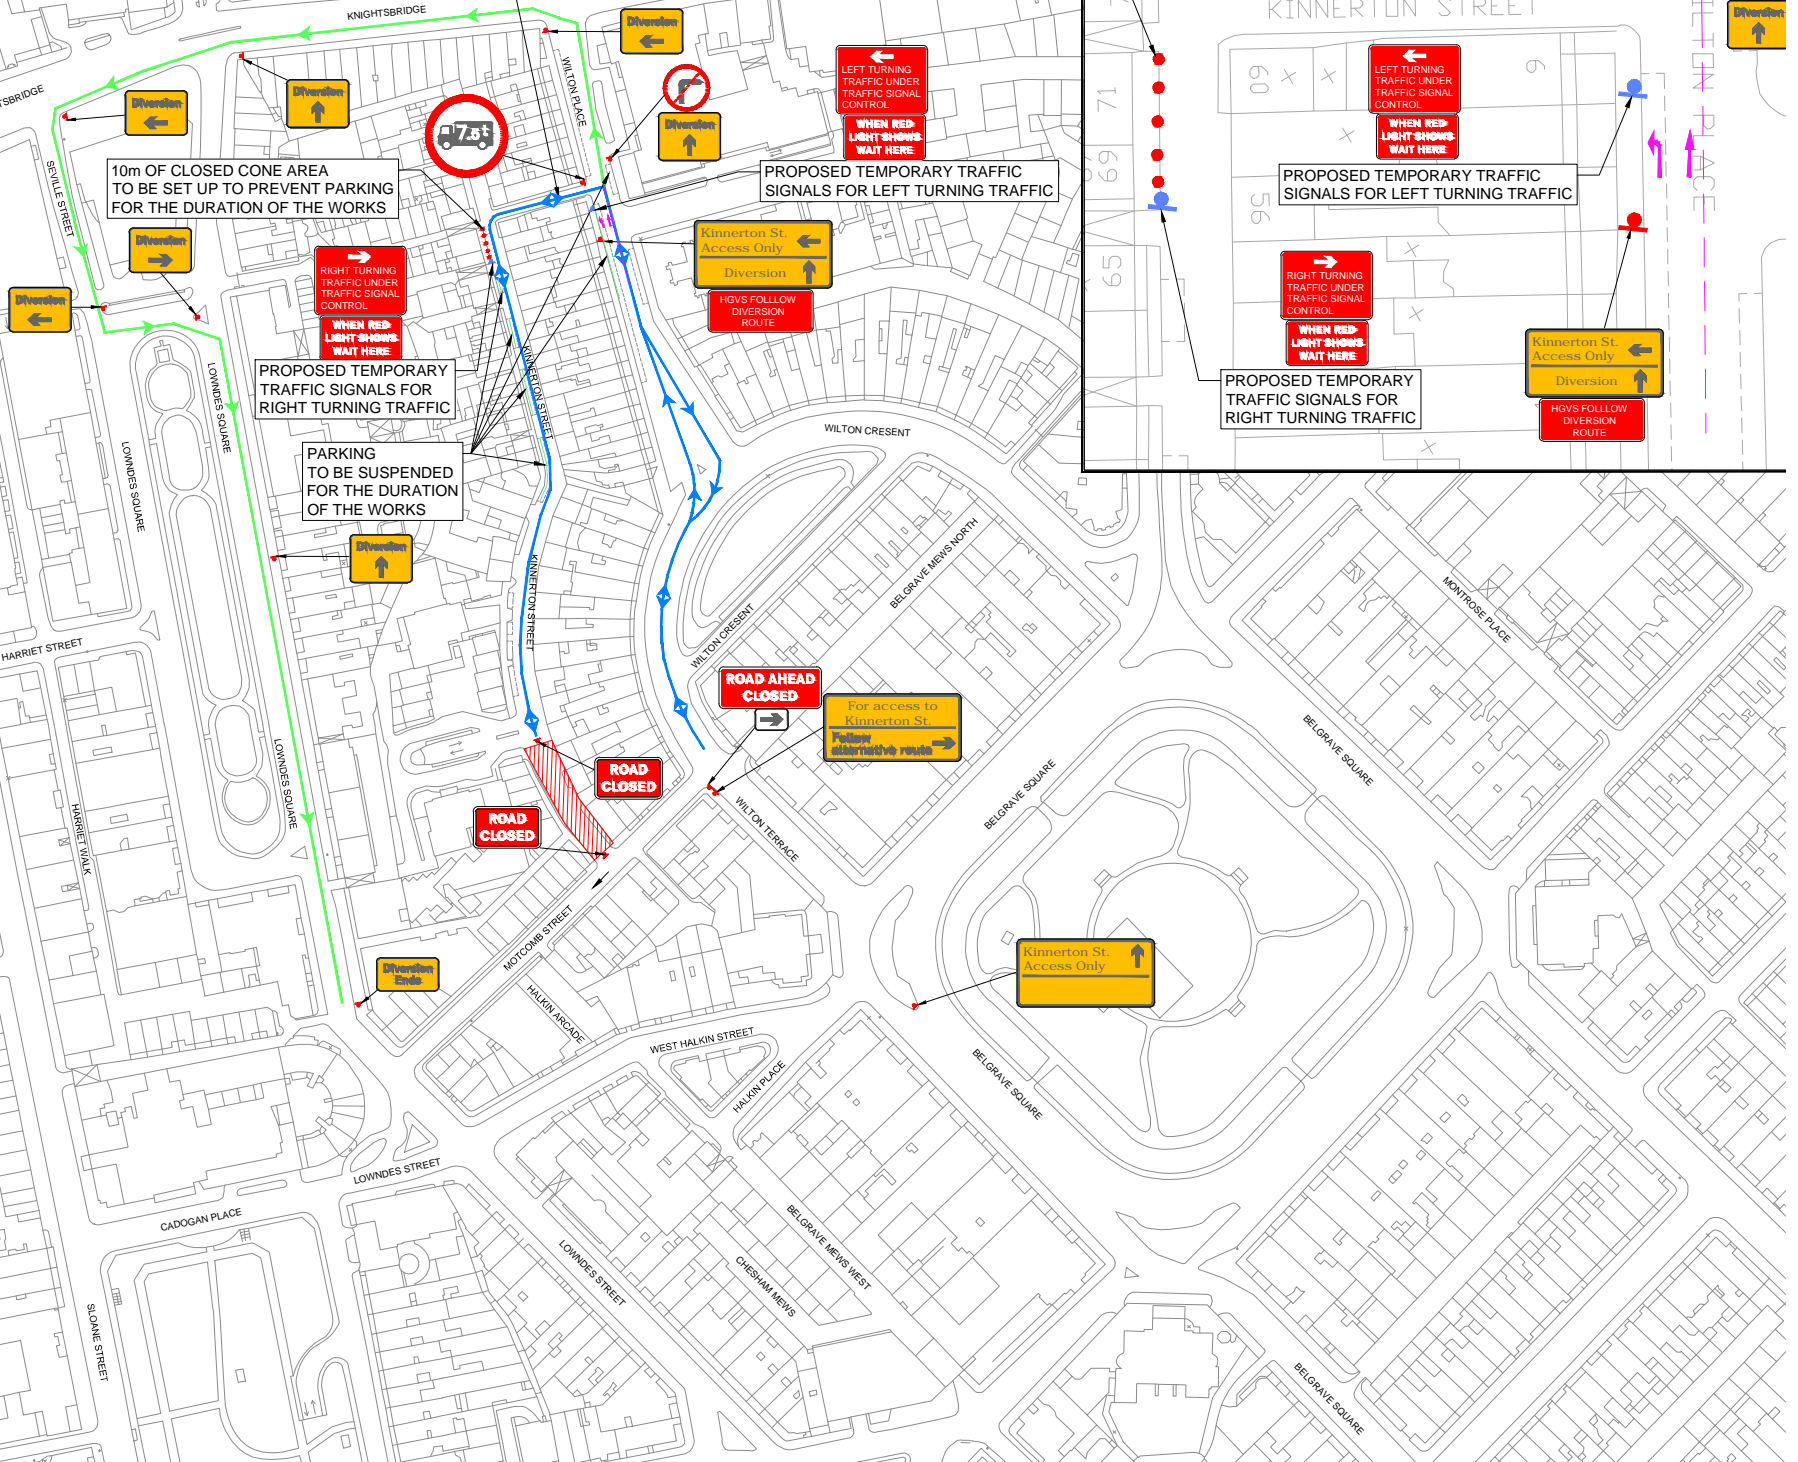 KNIGHTSBRIDGE
TSBRIDGE
Diversion
Diversion
Diversion
Diversion
Diversion
Diversion
WILTON PLACE
7.5t
LEFT TURNING
TRAFFIC UNDER
TRAFFIC SIGNAL
CONTROL
WHEN RED
LIGHT SHOWS
WAIT HERE
10m OF CLOSED CONE AREA
TO BE SET UP TO PREVENT PARKING
FOR THE DURATION OF THE WORKS
PROPOSED TEMPORARY TRAFFIC
SIGNALS FOR LEFT TURNING TRAFFIC
SEVILLE STREET
Diversion
Kinnerton St.
Access Only
Diversion
HGVS FOLLLOW
DIVERSION
ROUTE
RIGHT TURNING
TRAFFIC UNDER
TRAFFIC SIGNAL
CONTROL
WHEN RED
LIGHT SHOWS
WAIT HERE
PROPOSED TEMPORARY
TRAFFIC SIGNALS FOR
RIGHT TURNING TRAFFIC
KINNERTON STREET
LOWNDES SQUARE
LOWNDES SQUARE
PARKING
TO BE SUSPENDED
FOR THE DURATION
OF THE WORKS
Diversion
KINNERTON STREET
WILTON CRESENT
KINNERTON STREET
ILTON PLACE
60
6
71
69
67
65
56
LEFT TURNING
TRAFFIC UNDER
TRAFFIC SIGNAL
CONTROL
WHEN RED
LIGHT SHOWS
WAIT HERE
PROPOSED TEMPORARY TRAFFIC
SIGNALS FOR LEFT TURNING TRAFFIC
RIGHT TURNING
TRAFFIC UNDER
TRAFFIC SIGNAL
CONTROL
WHEN RED
LIGHT SHOWS
WAIT HERE
PROPOSED TEMPORARY
TRAFFIC SIGNALS FOR
RIGHT TURNING TRAFFIC
Kinnerton St.
Access Only
Diversion
HGVS FOLLLOW
DIVERSION
ROUTE
BELGRAVE MEWS NORTH
WILTON CRESENT
MONTROSE PLACE
HARRIET STREET
ROAD AHEAD
CLOSED
For access to
Kinnerton St.
Follow
alternative route
BELGRAVE SQUARE
BELGRAVE SQUARE
ROAD
CLOSED
ROAD
CLOSED
WILTON TERRACE
LOWNDES SQUARE
HARRIET WALK
MOTCOMB STREET
Diversion
Ends
HALKIN ARCADE
Kinnerton St.
Access Only
WEST HALKIN STREET
HALKIN PLACE
BELGRAVE SQUARE
LOWNDES STREET
CADOGAN PLACE
LOWNDES STREET
BELGRAVE MEWS WEST
CHESHAM MEWS
SLOANE STREET
BELGRAVE SQUARE